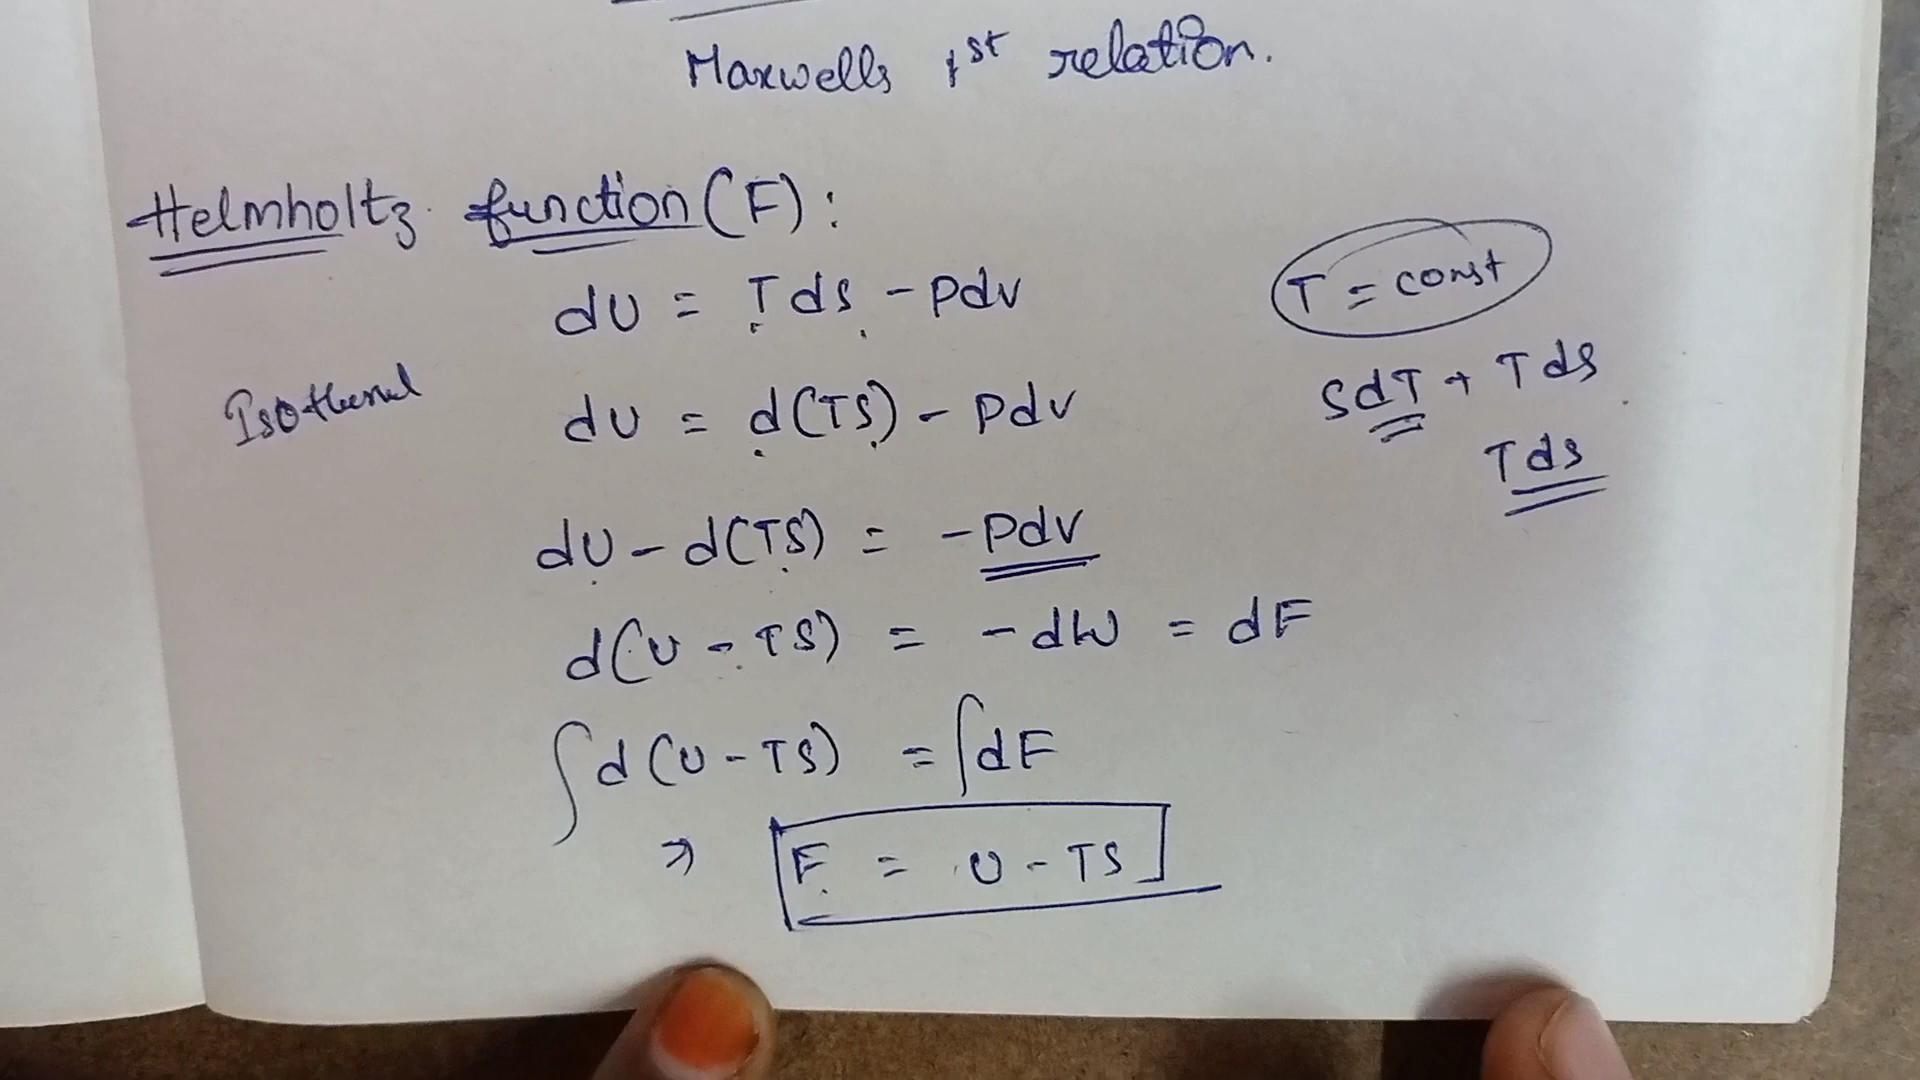 Maxwells 1st relation.
Helmholtz function (F):
dU = Tds - Pdv
T = const
Isothermal
dU = d(TS) - Pdv
SdT + Tds
Tds
dU - d(TS) = - Pdv
d(U - TS) = - dW = dF
∫d(U - TS) = ∫dF
⇒ F = U - TS